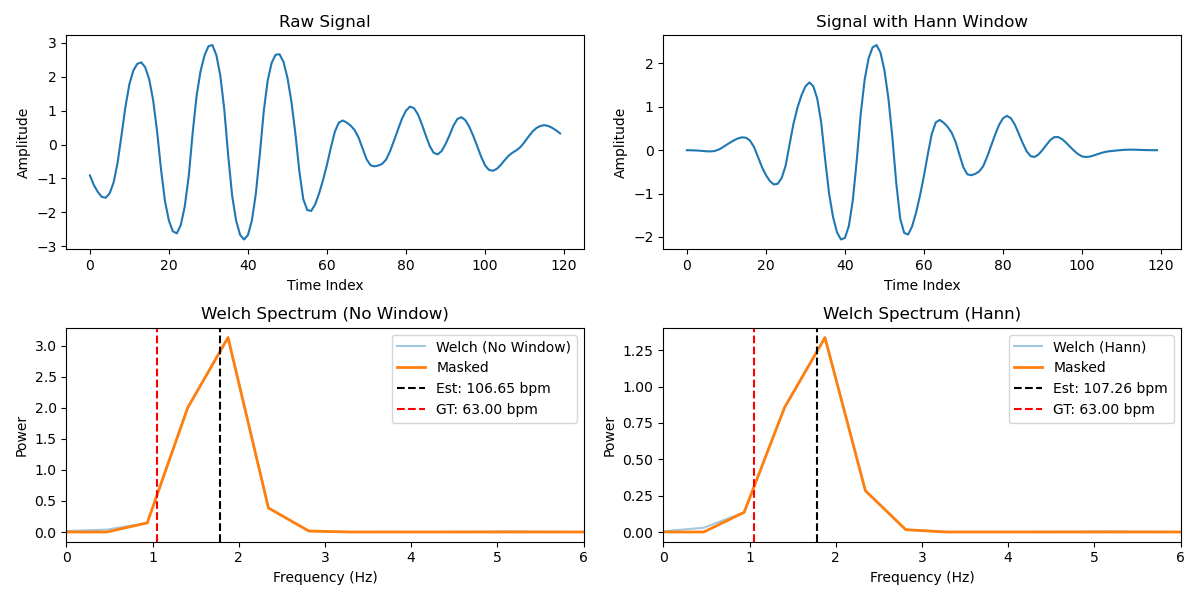 Raw Signal
3
2
1
0
−1
−2
−3
Amplitude
0 20 40 60 80 100 120
Time Index
Signal with Hann Window
2
1
0
−1
−2
Amplitude
0 20 40 60 80 100 120
Time Index
Welch Spectrum (No Window)
3.0
2.5
2.0
1.5
1.0
0.5
0.0
Power
Welch (No Window)
Masked
Est: 106.65 bpm
GT: 63.00 bpm
0 1 2 3 4 5 6
Frequency (Hz)
Welch Spectrum (Hann)
1.25
1.00
0.75
0.50
0.25
0.00
Power
Welch (Hann)
Masked
Est: 107.26 bpm
GT: 63.00 bpm
0 1 2 3 4 5 6
Frequency (Hz)